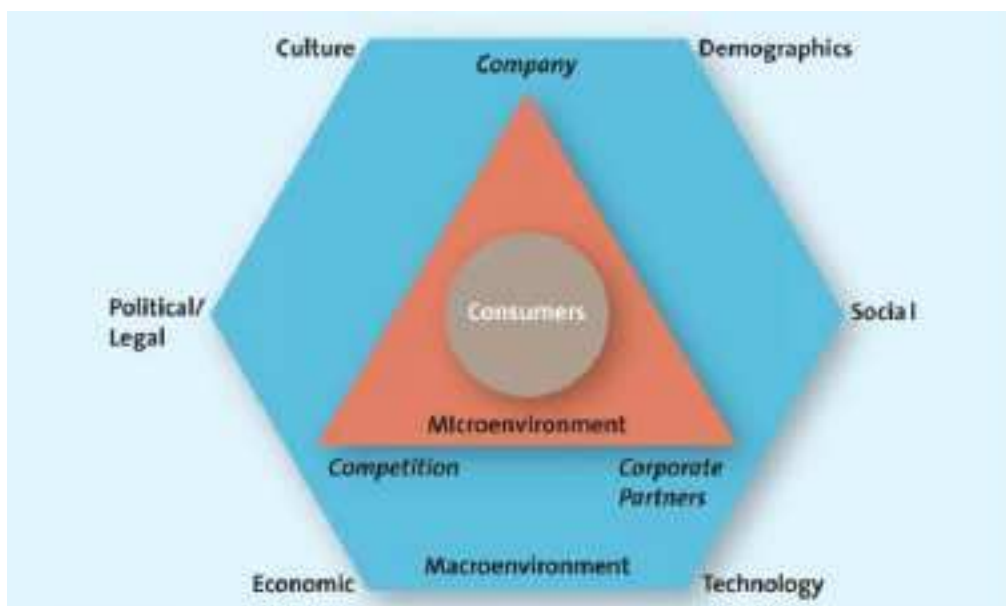 Culture
Demographics
Company
Political/
Legal
Consumers
Social
MIcroenvironment
Competition
Corporate
Partners
Economic
Macroenvironment
Technology